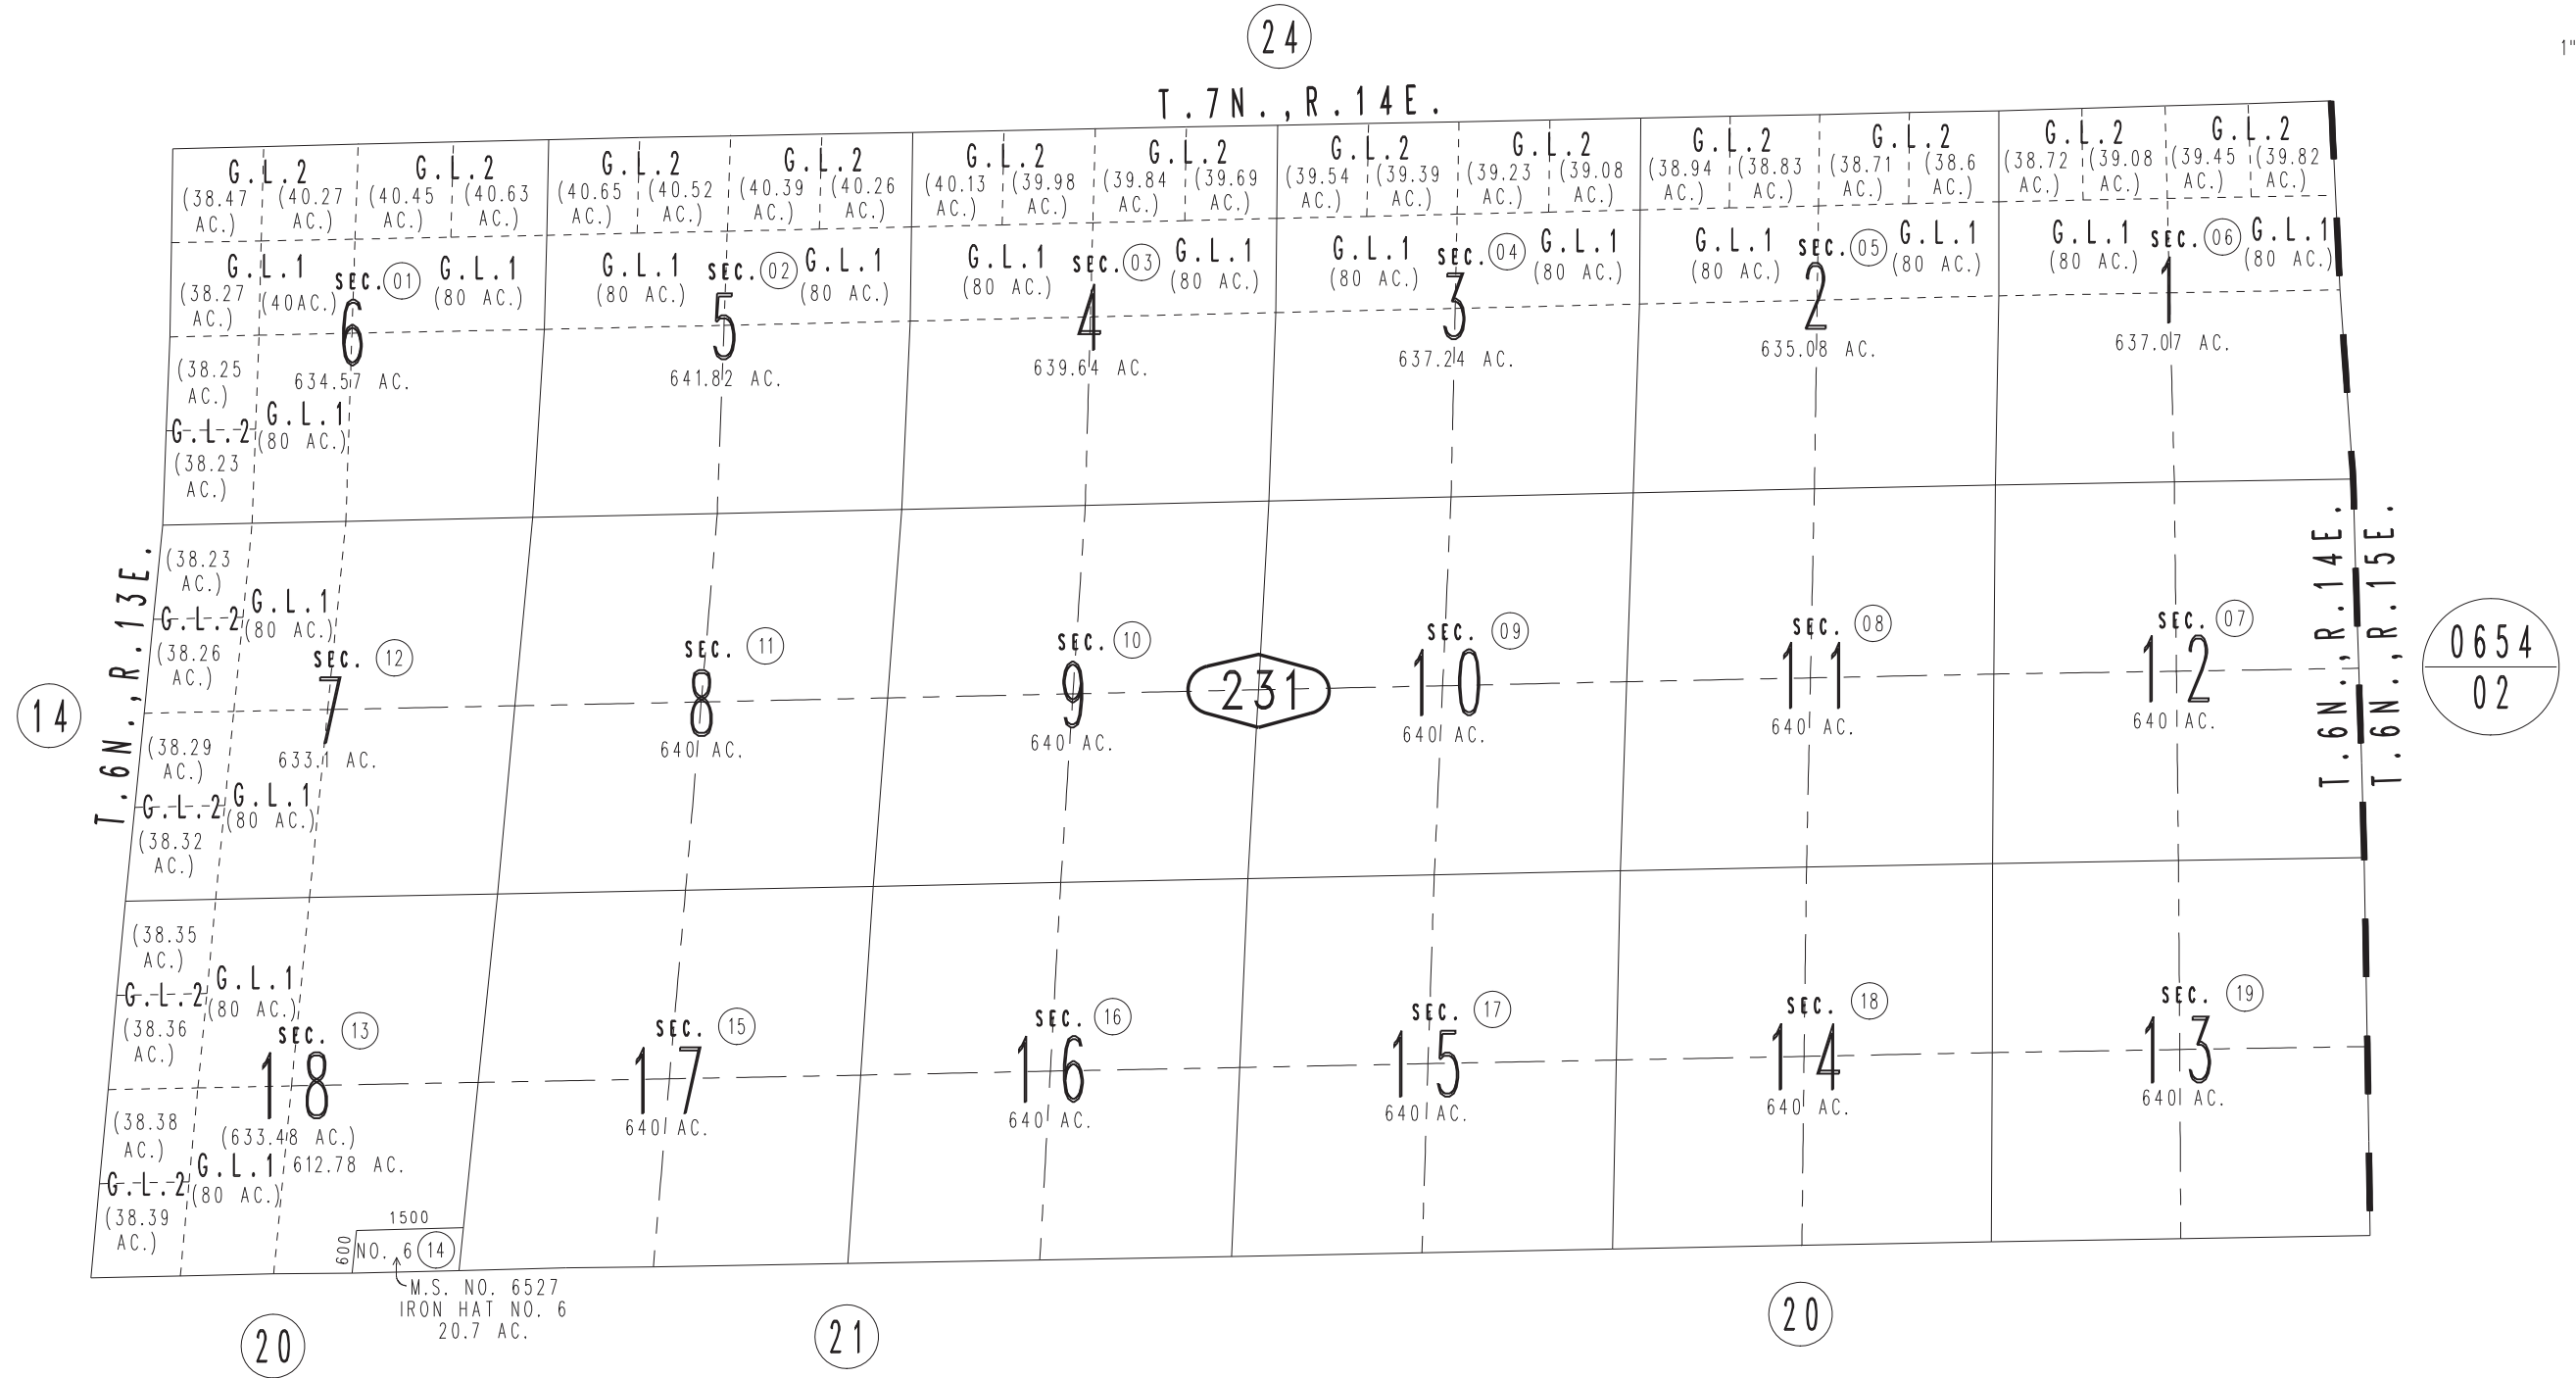 24
1"
T.7N.,R.14E.
G.L.2 G.L.2 G.L.2 G.L.2 G.L.2 G.L.2 G.L.2 G.L.2 G.L.2 G.L.2 G.L.2 G.L.2
(38.47 AC.) (40.27 AC.) (40.45 AC.) (40.63 AC.) (40.65 AC.) (40.52 AC.) (40.39 AC.) (40.26 AC.) (40.13 AC.) (39.98 AC.) (39.84 AC.) (39.69 AC.) (39.54 AC.) (39.39 AC.) (39.23 AC.) (39.08 AC.) (38.94 AC.) (38.83 AC.) (38.71 AC.) (38.6 AC.) (38.72 AC.) (39.08 AC.) (39.45 AC.) (39.82 AC.)
G.L.1 SEC. 01 G.L.1 G.L.1 SEC. 02 G.L.1 G.L.1 SEC. 03 G.L.1 G.L.1 SEC. 04 G.L.1 G.L.1 SEC. 05 G.L.1 G.L.1 SEC. 06 G.L.1
(38.27 AC.) (40AC.) (80 AC.) (80 AC.) (80 AC.) (80 AC.) (80 AC.) (80 AC.) (80 AC.) (80 AC.) (80 AC.) (80 AC.) (80 AC.)
6 5 4 3 2 1
634.57 AC. 641.82 AC. 639.64 AC. 637.24 AC. 635.08 AC. 637.07 AC.
(38.25
AC.)
G.L.1
G.L.2 (80 AC.)
(38.23
AC.)
T.6N.,R.13E.
T.6N.,R.14E.
T.6N.,R.15E.
(38.23
AC.)
G.L.1
G.L.2 (80 AC.)
(38.26
AC.)
SEC. 12 SEC. 11 SEC. 10 SEC. 09 SEC. 08 SEC. 07
14
7 8 9 231 10 11 12
0654
02
633.1 AC. 640 AC. 640 AC. 640 AC. 640 AC. 640 AC.
(38.29
AC.)
G.L.1
G.L.2 (80 AC.)
(38.32
AC.)
(38.35
AC.)
G.L.1
G.L.2 (80 AC.)
(38.36
AC.)
SEC. 13 SEC. 15 SEC. 16 SEC. 17 SEC. 18 SEC. 19
18 17 16 15 14 13
(633.48 AC.) 640 AC. 640 AC. 640 AC. 640 AC. 640 AC.
612.78 AC.
(38.38
AC.)
G.L.1
G.L.2 (80 AC.)
(38.39
AC.)
1500
600
NO. 6 14
M.S. NO. 6527
IRON HAT NO. 6
20.7 AC.
20 21 20